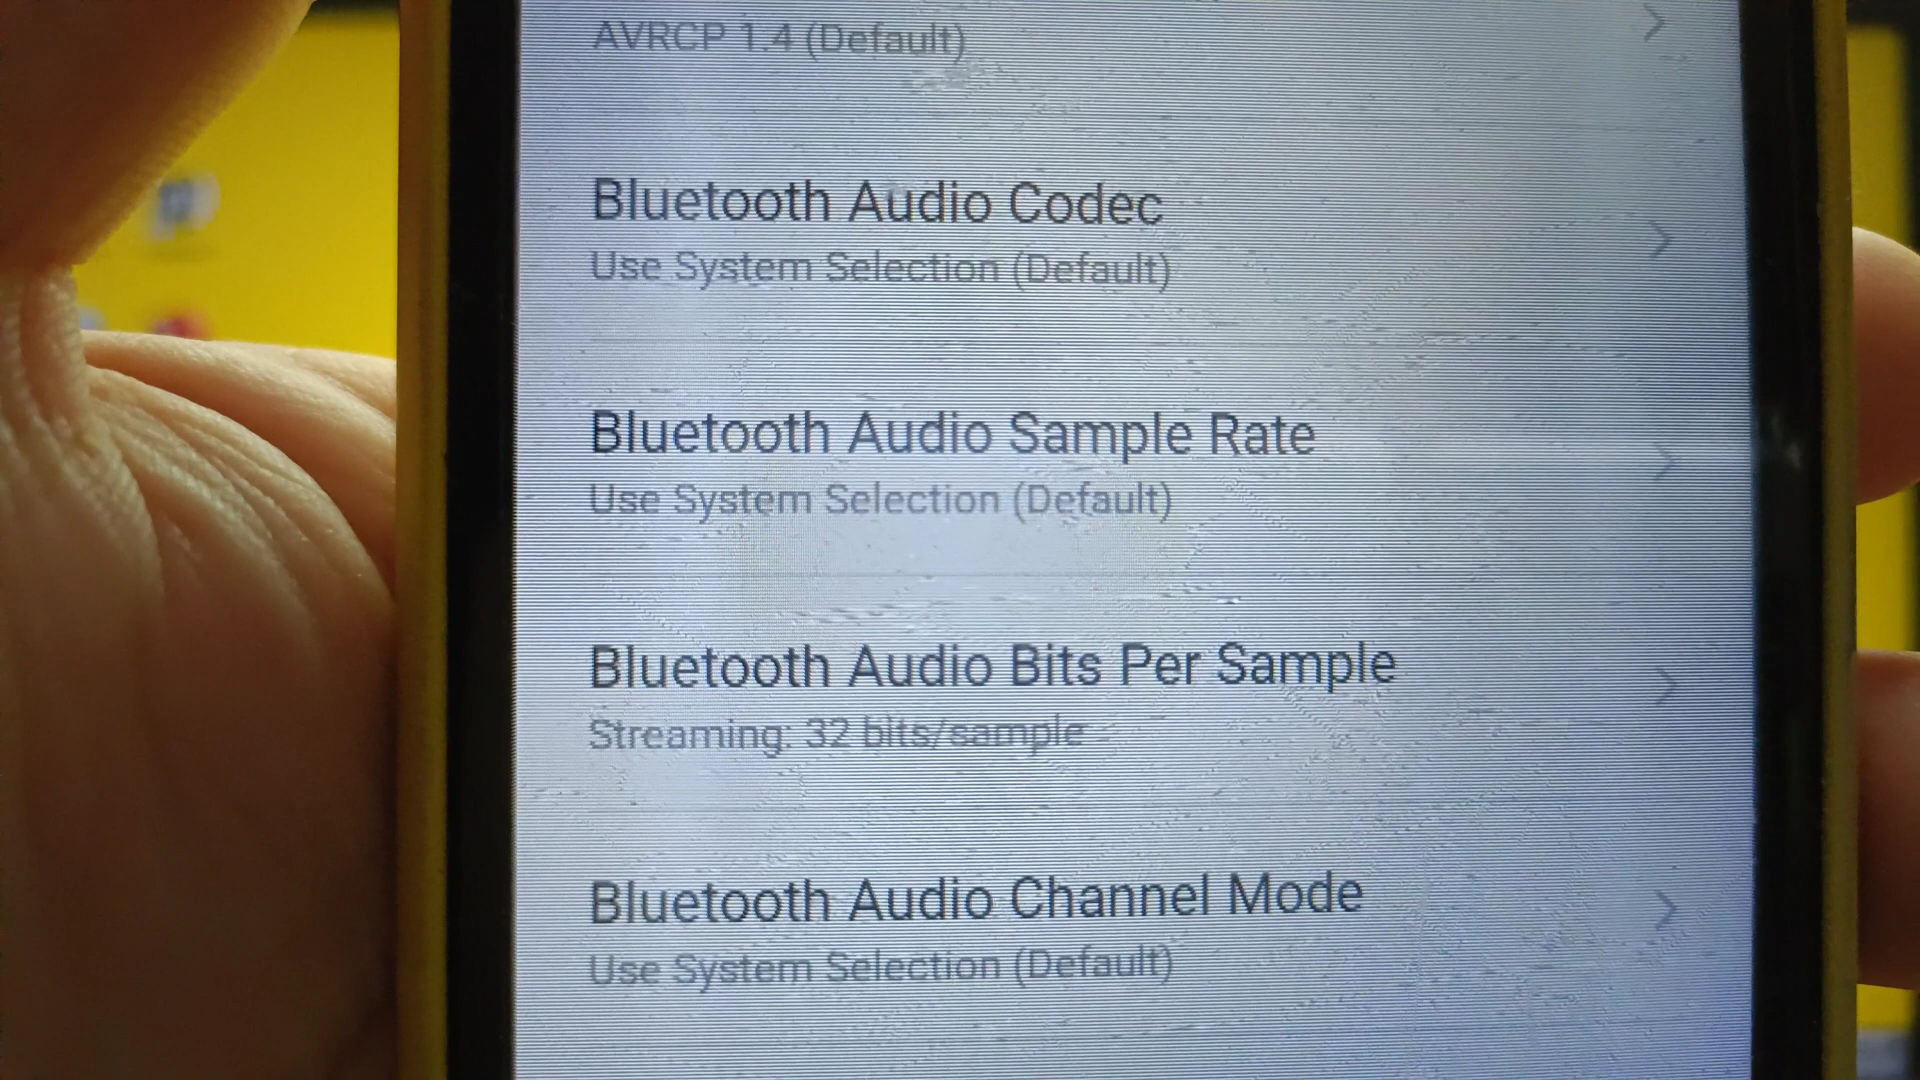 AVRCP 1.4 (Default)
Bluetooth Audio Codec
Use System Selection (Default)
Bluetooth Audio Sample Rate
Use System Selection (Default)
Bluetooth Audio Bits Per Sample
Streaming: 32 bits/sample
Bluetooth Audio Channel Mode
Use System Selection (Default)